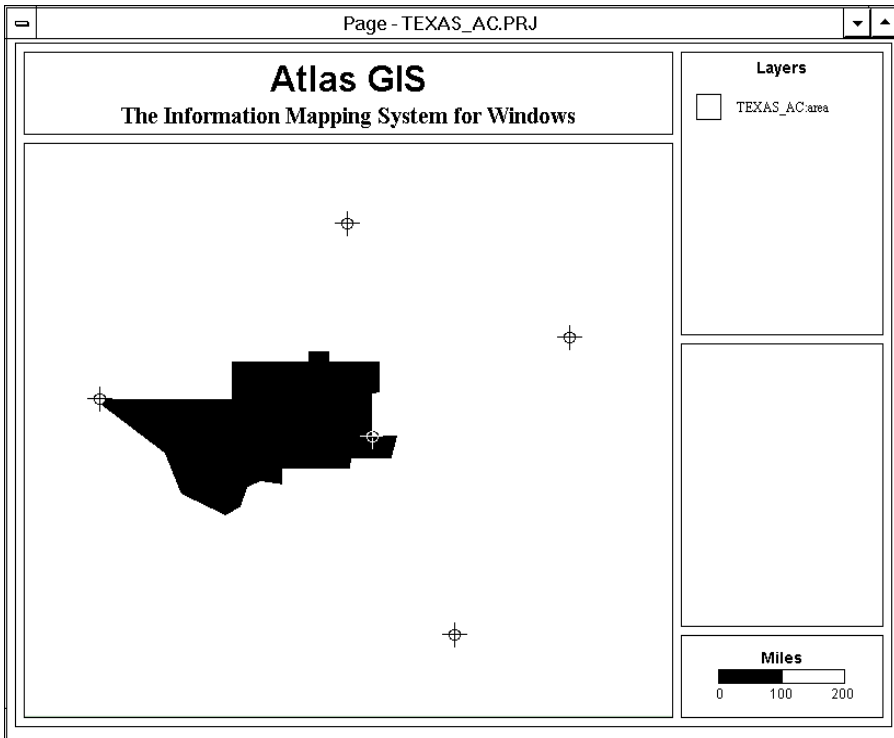 Page - TEXAS_AC.PRJ
Atlas GIS
The Information Mapping System for Windows
Layers
TEXAS_AC:area
Miles
0 100 200